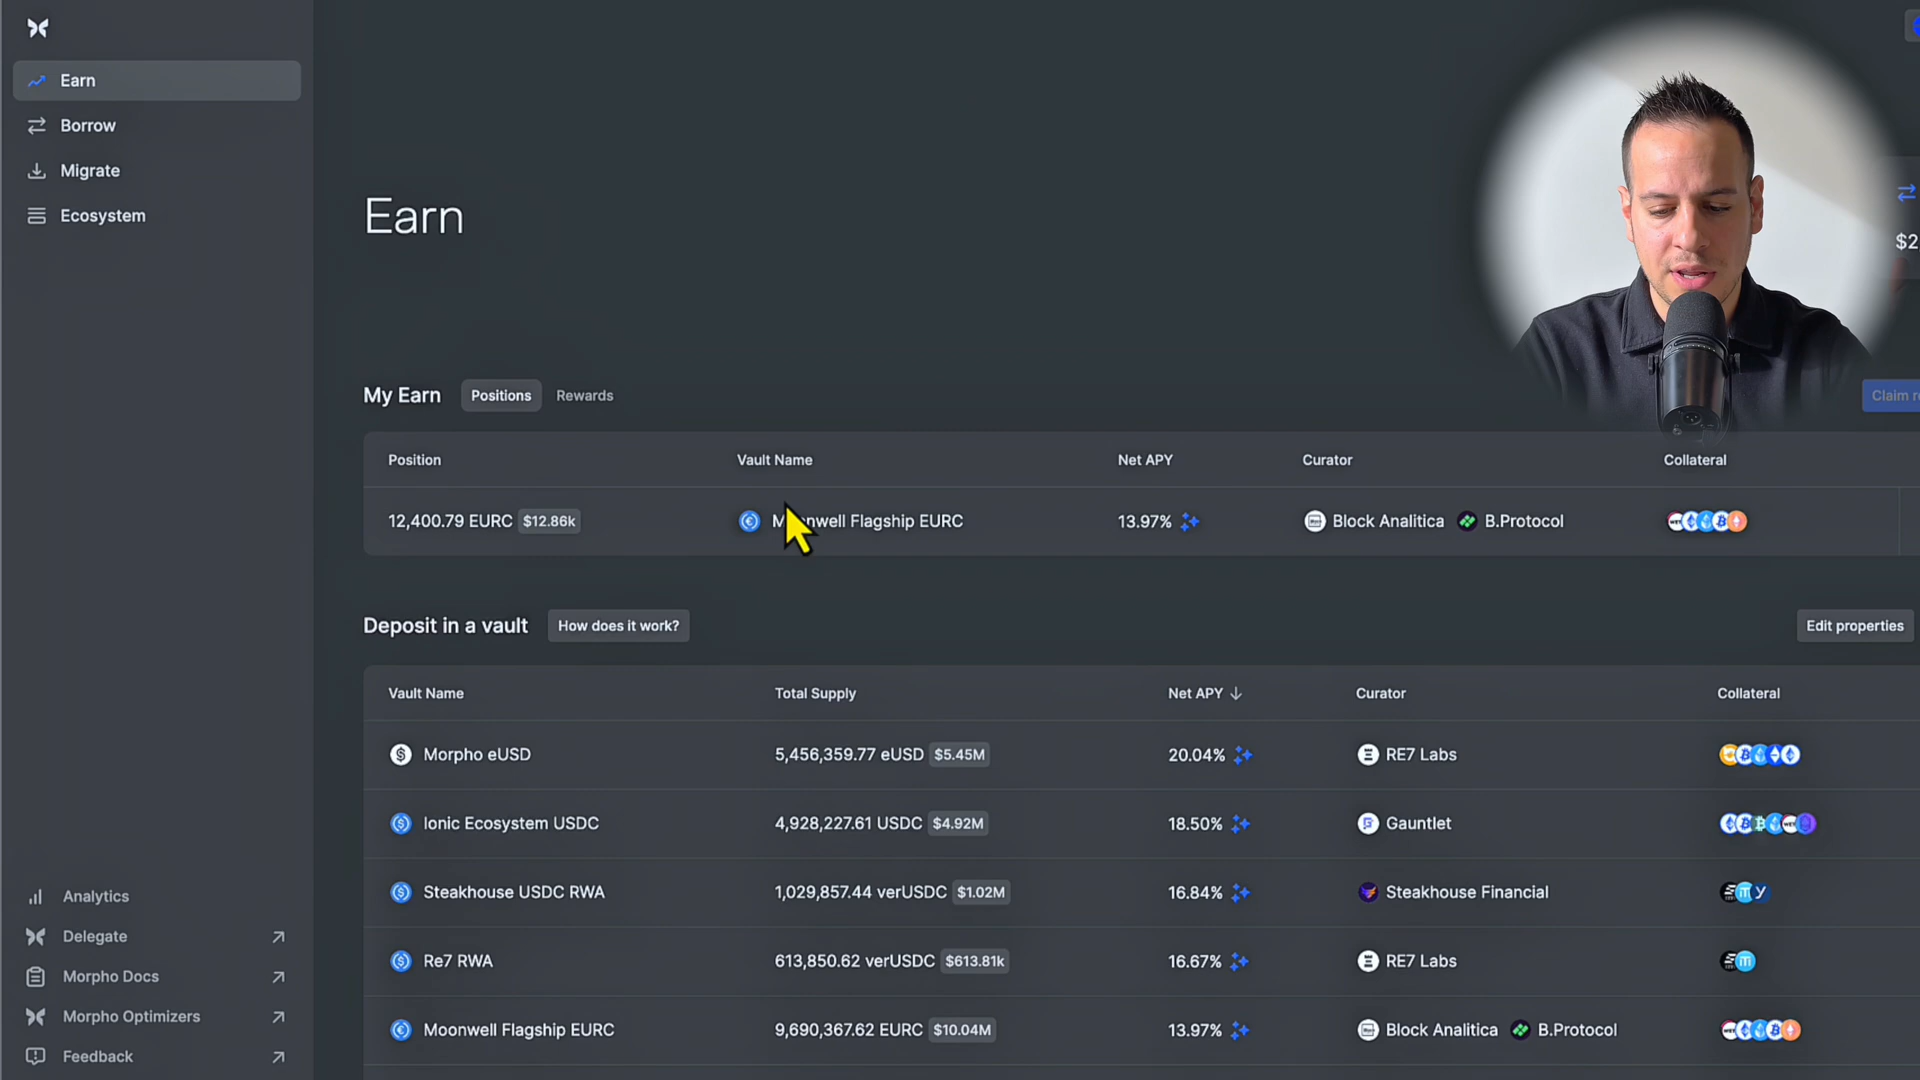 Earn
Borrow
Migrate
Ecosystem
Earn
$2
My Earn Positions Rewards Claim
Position Vault Name Net APY Curator Collateral
12,400.79 EURC $12.86k Moonwell Flagship EURC 13.97% Block Analitica B.Protocol
Deposit in a vault How does it work? Edit properties
Vault Name Total Supply Net APY Curator Collateral
Morpho eUSD 5,456,359.77 eUSD $5.45M 20.04% RE7 Labs
Ionic Ecosystem USDC 4,928,227.61 USDC $4.92M 18.50% Gauntlet
Steakhouse USDC RWA 1,029,857.44 verUSDC $1.02M 16.84% Steakhouse Financial
Re7 RWA 613,850.62 verUSDC $613.81k 16.67% RE7 Labs
Moonwell Flagship EURC 9,690,367.62 EURC $10.04M 13.97% Block Analitica B.Protocol
Analytics
Delegate
Morpho Docs
Morpho Optimizers
Feedback